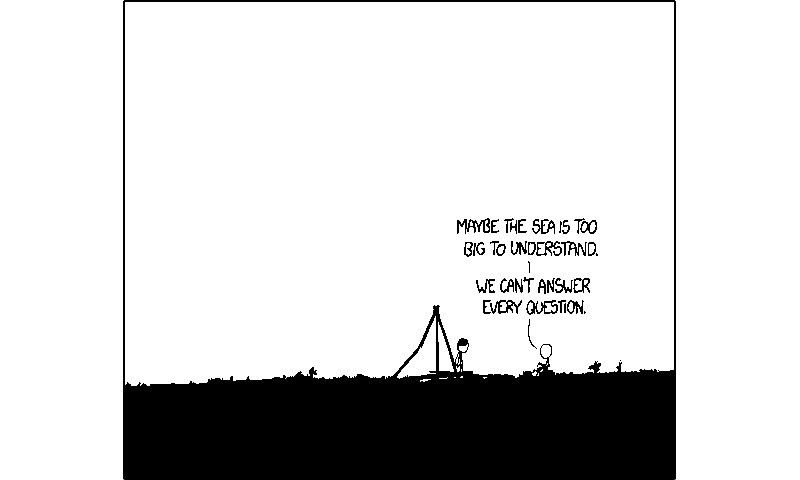 MAYBE THE SEA IS TOO
BIG TO UNDERSTAND.
WE CAN'T ANSWER
EVERY QUESTION.